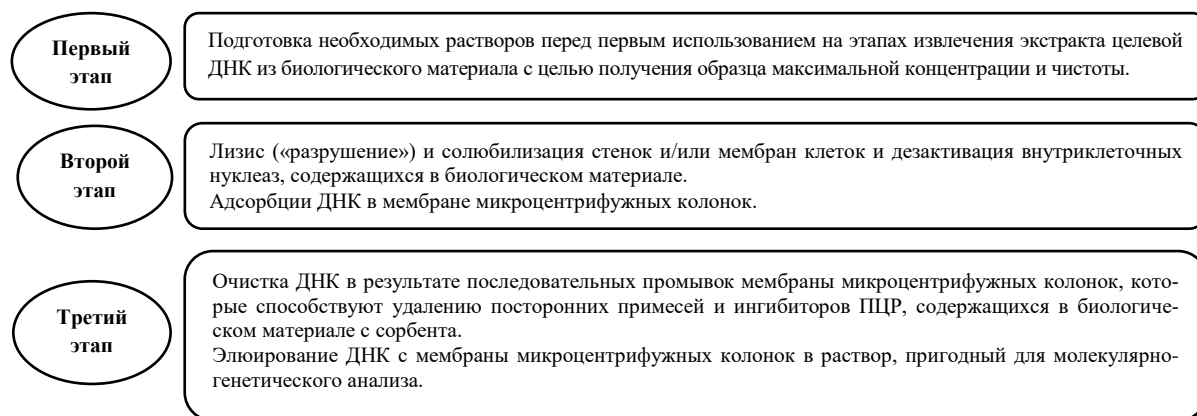 Первый
этап
Подготовка необходимых растворов перед первым использованием на этапах извлечения экстракта целевой
ДНК из биологического материала с целью получения образца максимальной концентрации и чистоты.
Второй
этап
Лизис («разрушение») и солюбилизация стенок и/или мембран клеток и дезактивация внутриклеточных
нуклеаз, содержащихся в биологическом материале.
Адсорбции ДНК в мембране микроцентрифужных колонок.
Третий
этап
Очистка ДНК в результате последовательных промывок мембраны микроцентрифужных колонок, кото-
рые способствуют удалению посторонних примесей и ингибиторов ПЦР, содержащихся в биологиче-
ском материале с сорбента.
Элюирование ДНК с мембраны микроцентрифужных колонок в раствор, пригодный для молекулярно-
генетического анализа.